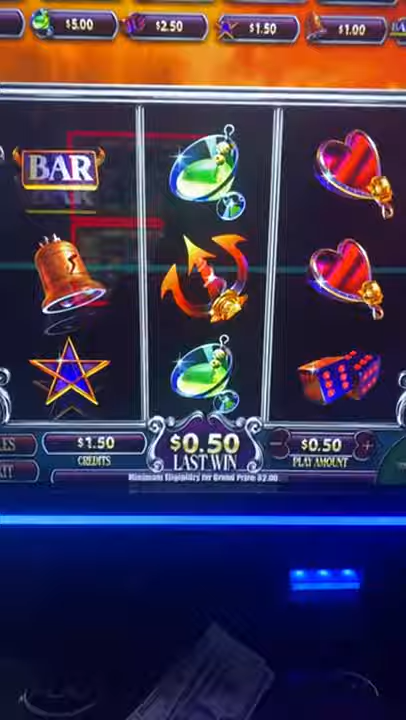 $5.00
$2.50
$1.50
$1.00
BAR
$1.50
CREDITS
$0.50
LAST WIN
$0.50
PLAY AMOUNT
Minimum Eligibility for Grand Prize: $2.00